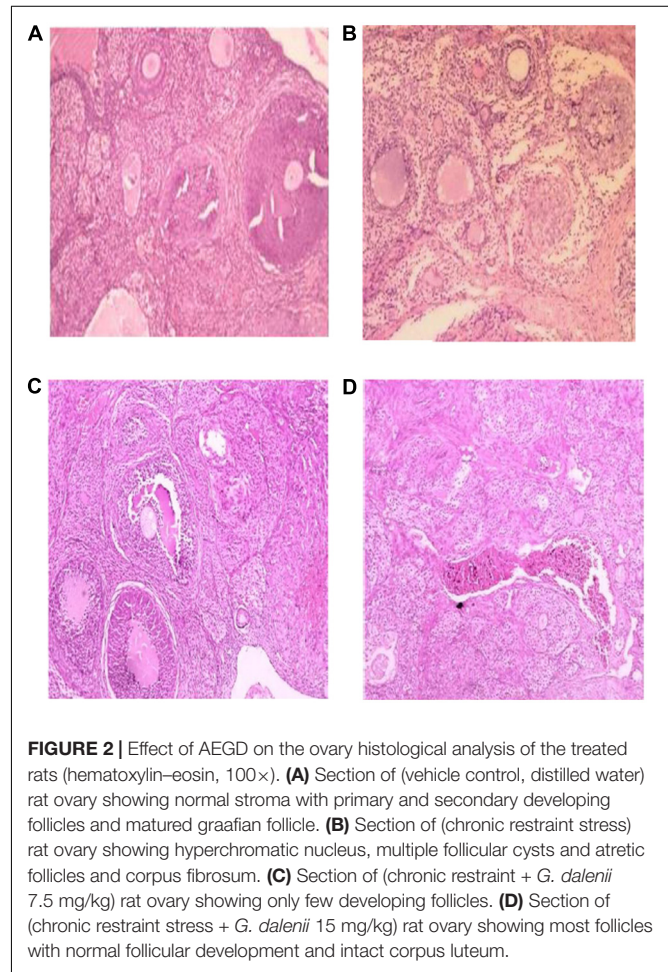 A
B
C
D
FIGURE 2 | Effect of AEGD on the ovary histological analysis of the treated
rats (hematoxylin–eosin, 100×). (A) Section of (vehicle control, distilled water)
rat ovary showing normal stroma with primary and secondary developing
follicles and matured graafian follicle. (B) Section of (chronic restraint stress)
rat ovary showing hyperchromatic nucleus, multiple follicular cysts and atretic
follicles and corpus fibrosum. (C) Section of (chronic restraint + G. dalenii
7.5 mg/kg) rat ovary showing only few developing follicles. (D) Section of
(chronic restraint stress + G. dalenii 15 mg/kg) rat ovary showing most follicles
with normal follicular development and intact corpus luteum.